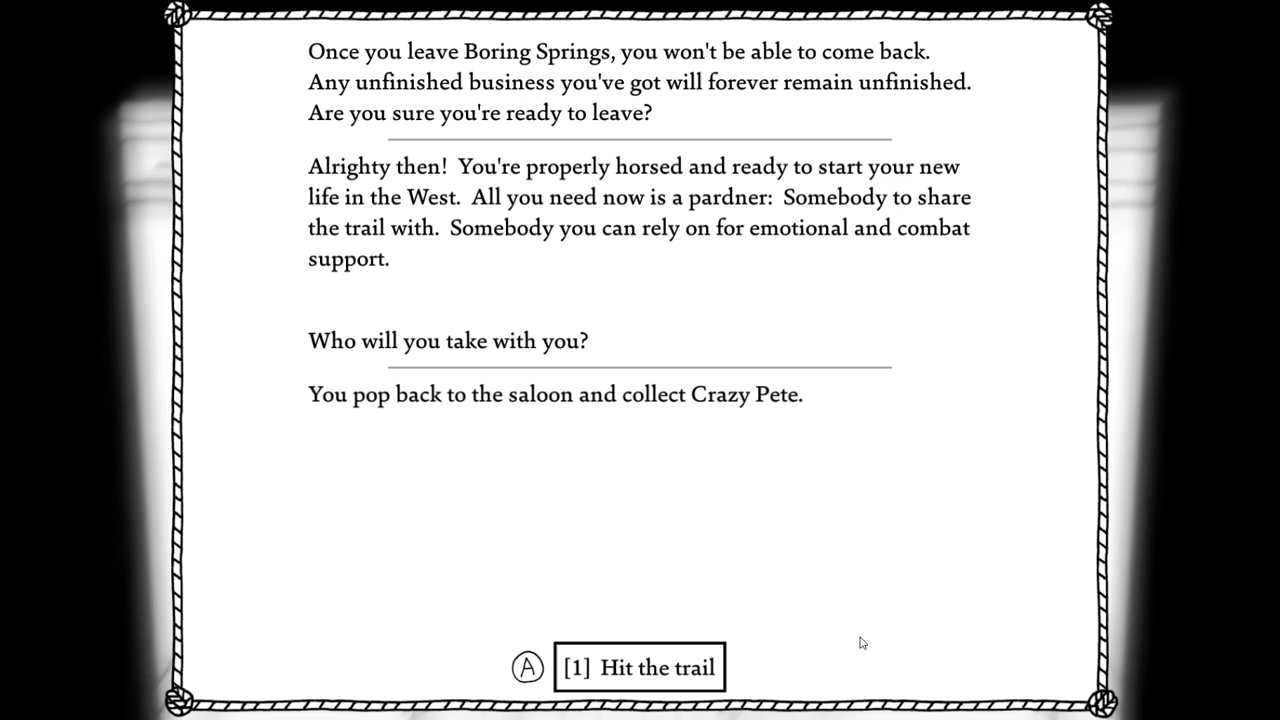 Once you leave Boring Springs, you won't be able to come back.
Any unfinished business you've got will forever remain unfinished.
Are you sure you're ready to leave?
Alrighty then!  You're properly horsed and ready to start your new
life in the West.  All you need now is a pardner:  Somebody to share
the trail with.  Somebody you can rely on for emotional and combat
support.
Who will you take with you?
You pop back to the saloon and collect Crazy Pete.
A [1] Hit the trail